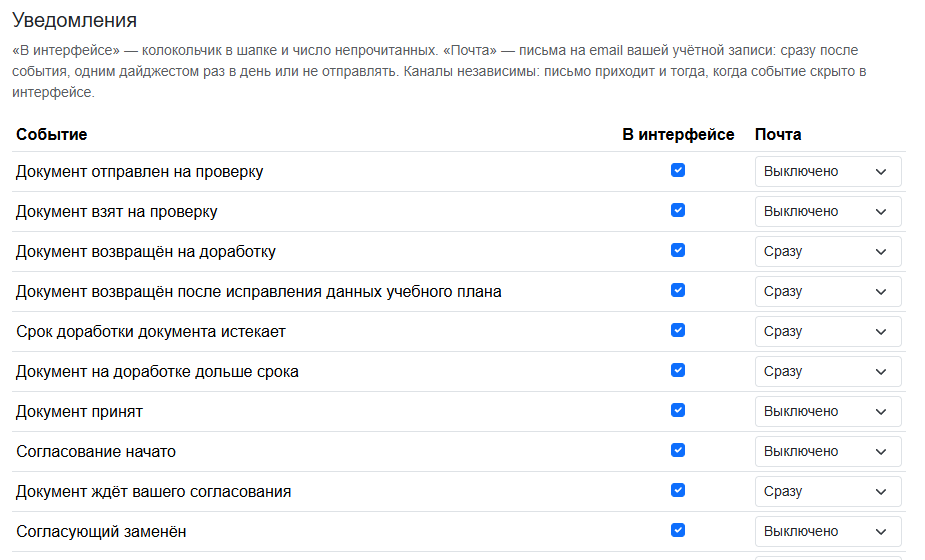 Уведомления
«В интерфейсе» — колокольчик в шапке и число непрочитанных. «Почта» — письма на email вашей учётной записи: сразу после
события, одним дайджестом раз в день или не отправлять. Каналы независимы: письмо приходит и тогда, когда событие скрыто в
интерфейсе.
Событие В интерфейсе Почта
Документ отправлен на проверку Выключено
Документ взят на проверку Выключено
Документ возвращён на доработку Сразу
Документ возвращён после исправления данных учебного плана Сразу
Срок доработки документа истекает Сразу
Документ на доработке дольше срока Сразу
Документ принят Выключено
Согласование начато Выключено
Документ ждёт вашего согласования Сразу
Согласующий заменён Выключено